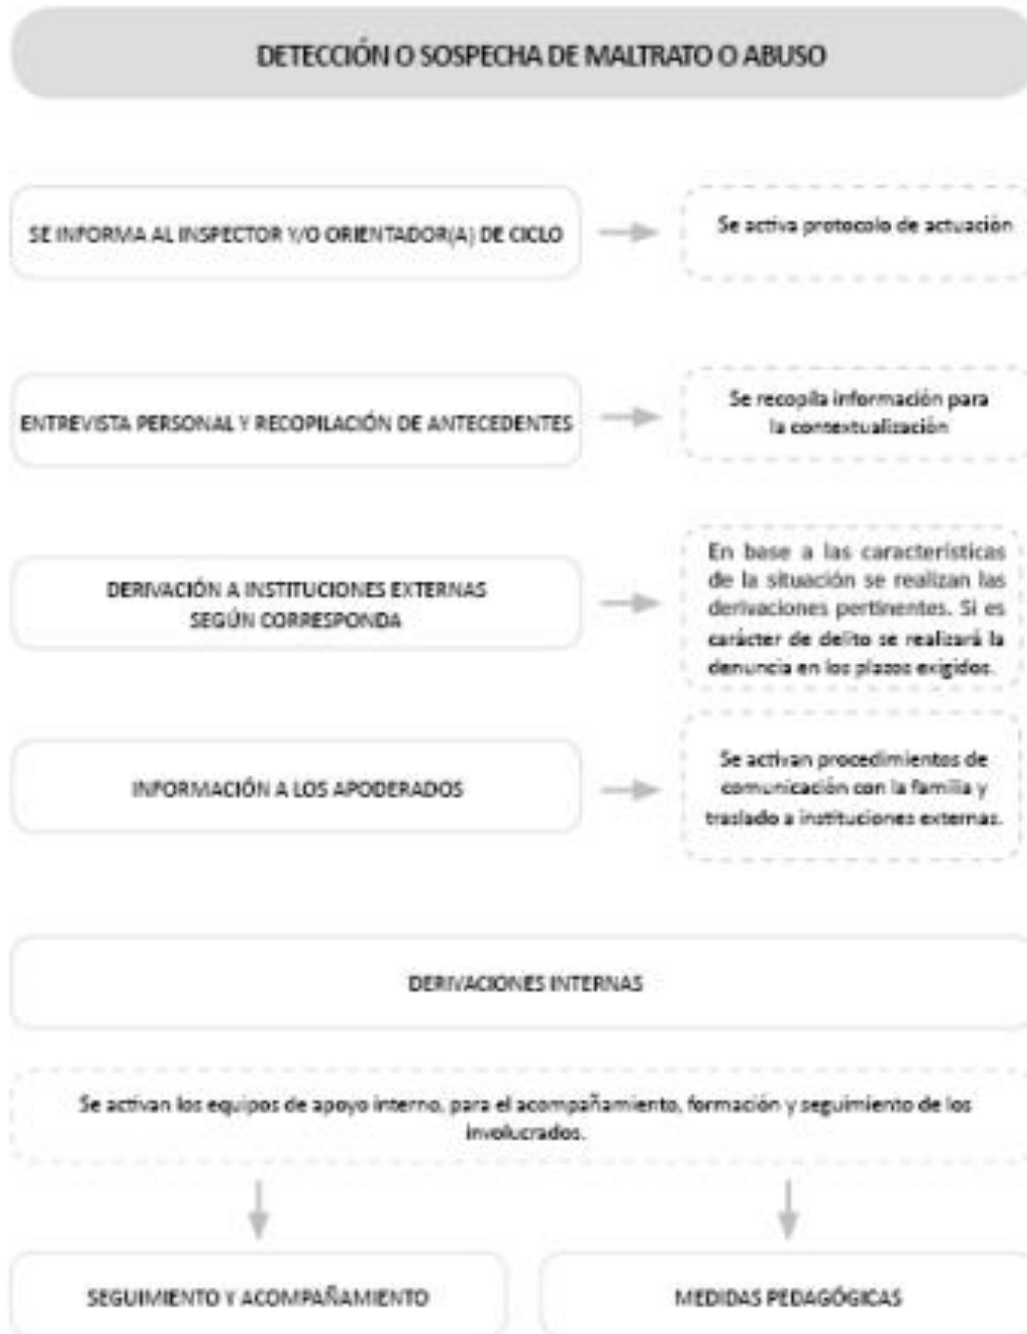 DETECCIÓN O SOSPECHA DE MALTRATO O ABUSO
SE INFORMA AL INSPECTOR Y/O ORIENTADOR(A) DE CICLO
Se activa protocolo de actuación
ENTREVISTA PERSONAL Y RECOPILACIÓN DE ANTECEDENTES
Se recopila información para
la contextualización
DERIVACIÓN A INSTITUCIONES EXTERNAS
SEGÚN CORRESPONDA
En base a las características
de la situación se realizan las
derivaciones pertinentes. Si es
carácter de delito se realizará la
denuncia en los plazos exigidos.
INFORMACIÓN A LOS APODERADOS
Se activan procedimientos de
comunicación con la familia y
traslado a instituciones externas.
DERIVACIONES INTERNAS
Se activan los equipos de apoyo interno, para el acompañamiento, formación y seguimiento de los
involucrados.
SEGUIMIENTO Y ACOMPAÑAMIENTO
MEDIDAS PEDAGÓGICAS